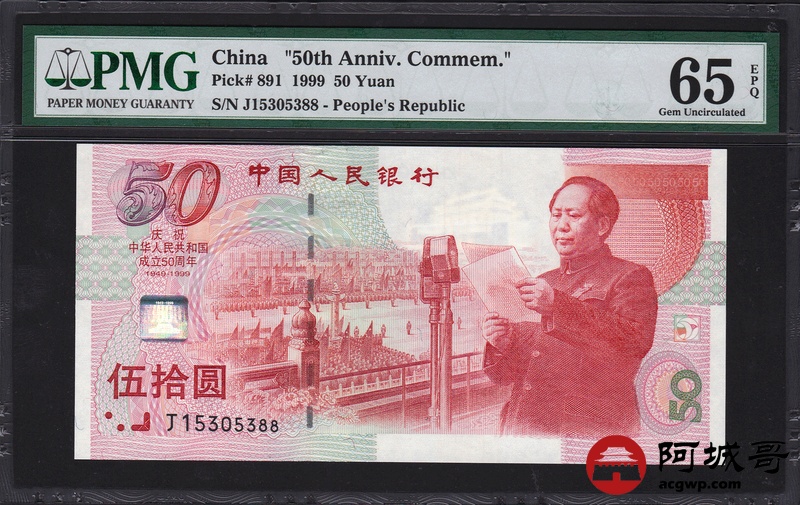 PMG
PAPER MONEY GUARANTY
China "50th Anniv. Commem."
Pick# 891 1999 50 Yuan
S/N J15305388 - People's Republic
65 EPQ
Gem Uncirculated
50
中国人民银行
庆祝
中华人民共和国
成立50周年
1949-1999
伍拾圆
J15305388
50
阿城哥
acgwp.com